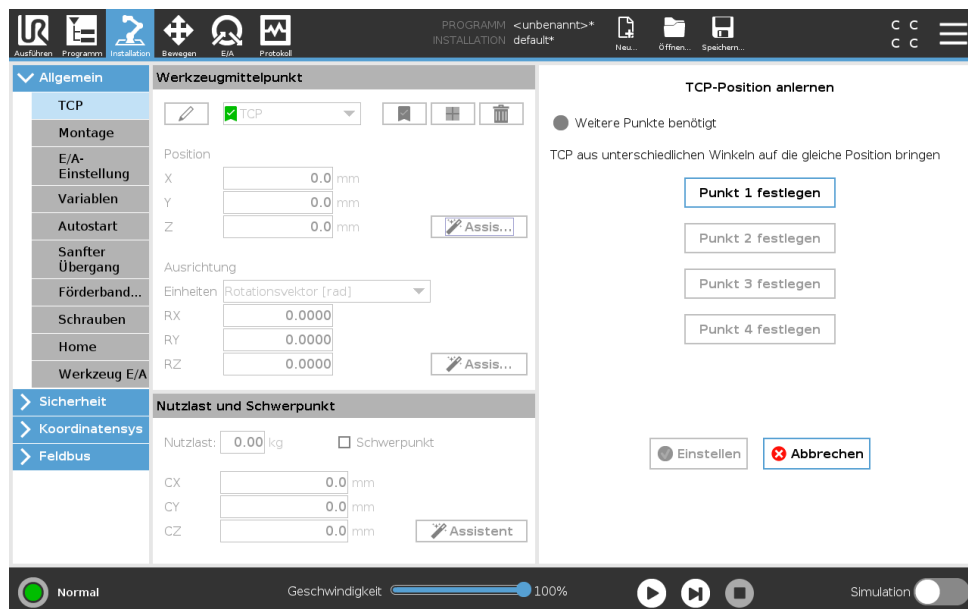 UR
Ausführen
Programm
Installation
Bewegen
E/A
Protokoll
PROGRAMM <unbenannt>*
INSTALLATION default*
Neu...
Öffnen...
Speichern...
C C
C C
Allgemein
TCP
Montage
E/A-
Einstellung
Variablen
Autostart
Sanfter
Übergang
Förderband...
Schrauben
Home
Werkzeug E/A
Sicherheit
Koordinatensys
Feldbus
Werkzeugmittelpunkt
TCP
Position
X 0.0 mm
Y 0.0 mm
Z 0.0 mm
Assis...
Ausrichtung
Einheiten Rotationsvektor [rad]
RX 0.0000
RY 0.0000
RZ 0.0000
Assis...
Nutzlast und Schwerpunkt
Nutzlast: 0.00 kg
Schwerpunkt
CX 0.0 mm
CY 0.0 mm
CZ 0.0 mm
Assistent
TCP-Position anlernen
Weitere Punkte benötigt
TCP aus unterschiedlichen Winkeln auf die gleiche Position bringen
Punkt 1 festlegen
Punkt 2 festlegen
Punkt 3 festlegen
Punkt 4 festlegen
Einstellen
Abbrechen
Normal
Geschwindigkeit
100%
Simulation